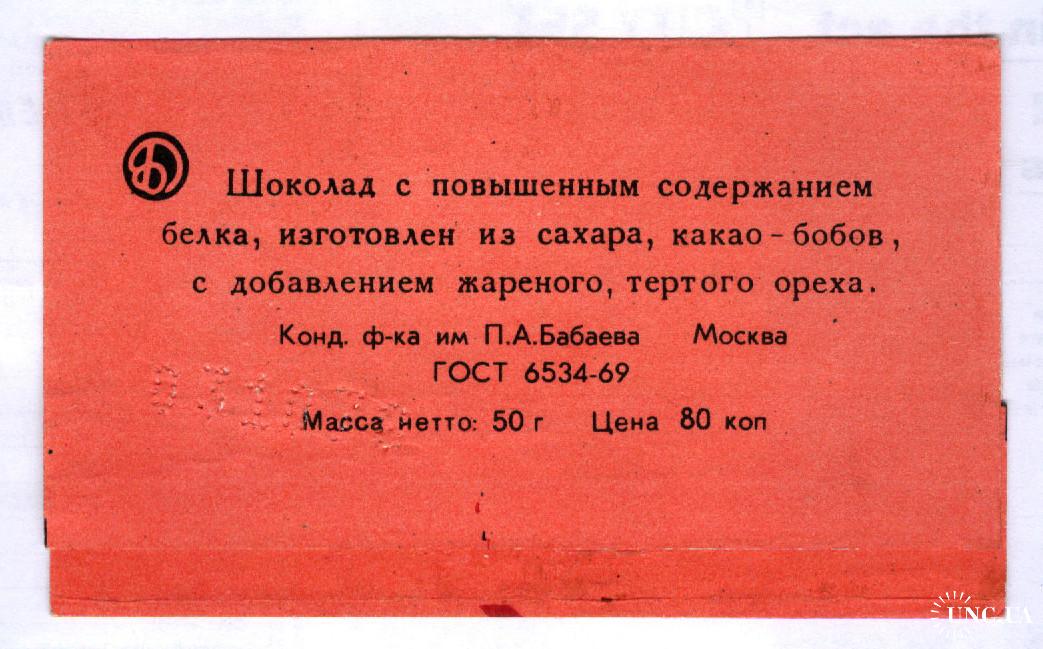 Шоколад с повышенным содержанием
белка, изготовлен из сахара, какао-бобов,
с добавлением жареного, тертого ореха.
Конд. ф-ка им П.А.Бабаева Москва
ГОСТ 6534-69
Масса нетто: 50 г Цена 80 коп
UNC.UA